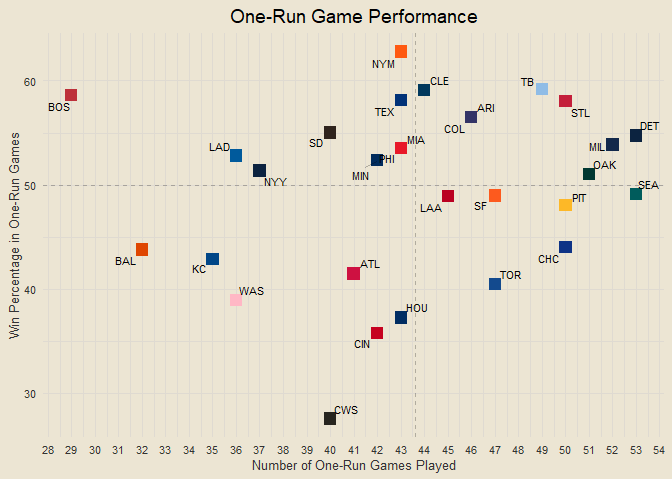 One-Run Game Performance
NYM
CLE
TB
BOS
TEX
ARI
STL
COL
DET
SD
MIA
LAD
MIL
PHI
OAK
MIN
NYY
SEA
LAA
SF
PIT
BAL
KC
CHC
ATL
TOR
WAS
HOU
CIN
CWS
60
50
40
30
Win Percentage in One-Run Games
28 29 30 31 32 33 34 35 36 37 38 39 40 41 42 43 44 45 46 47 48 49 50 51 52 53 54
Number of One-Run Games Played